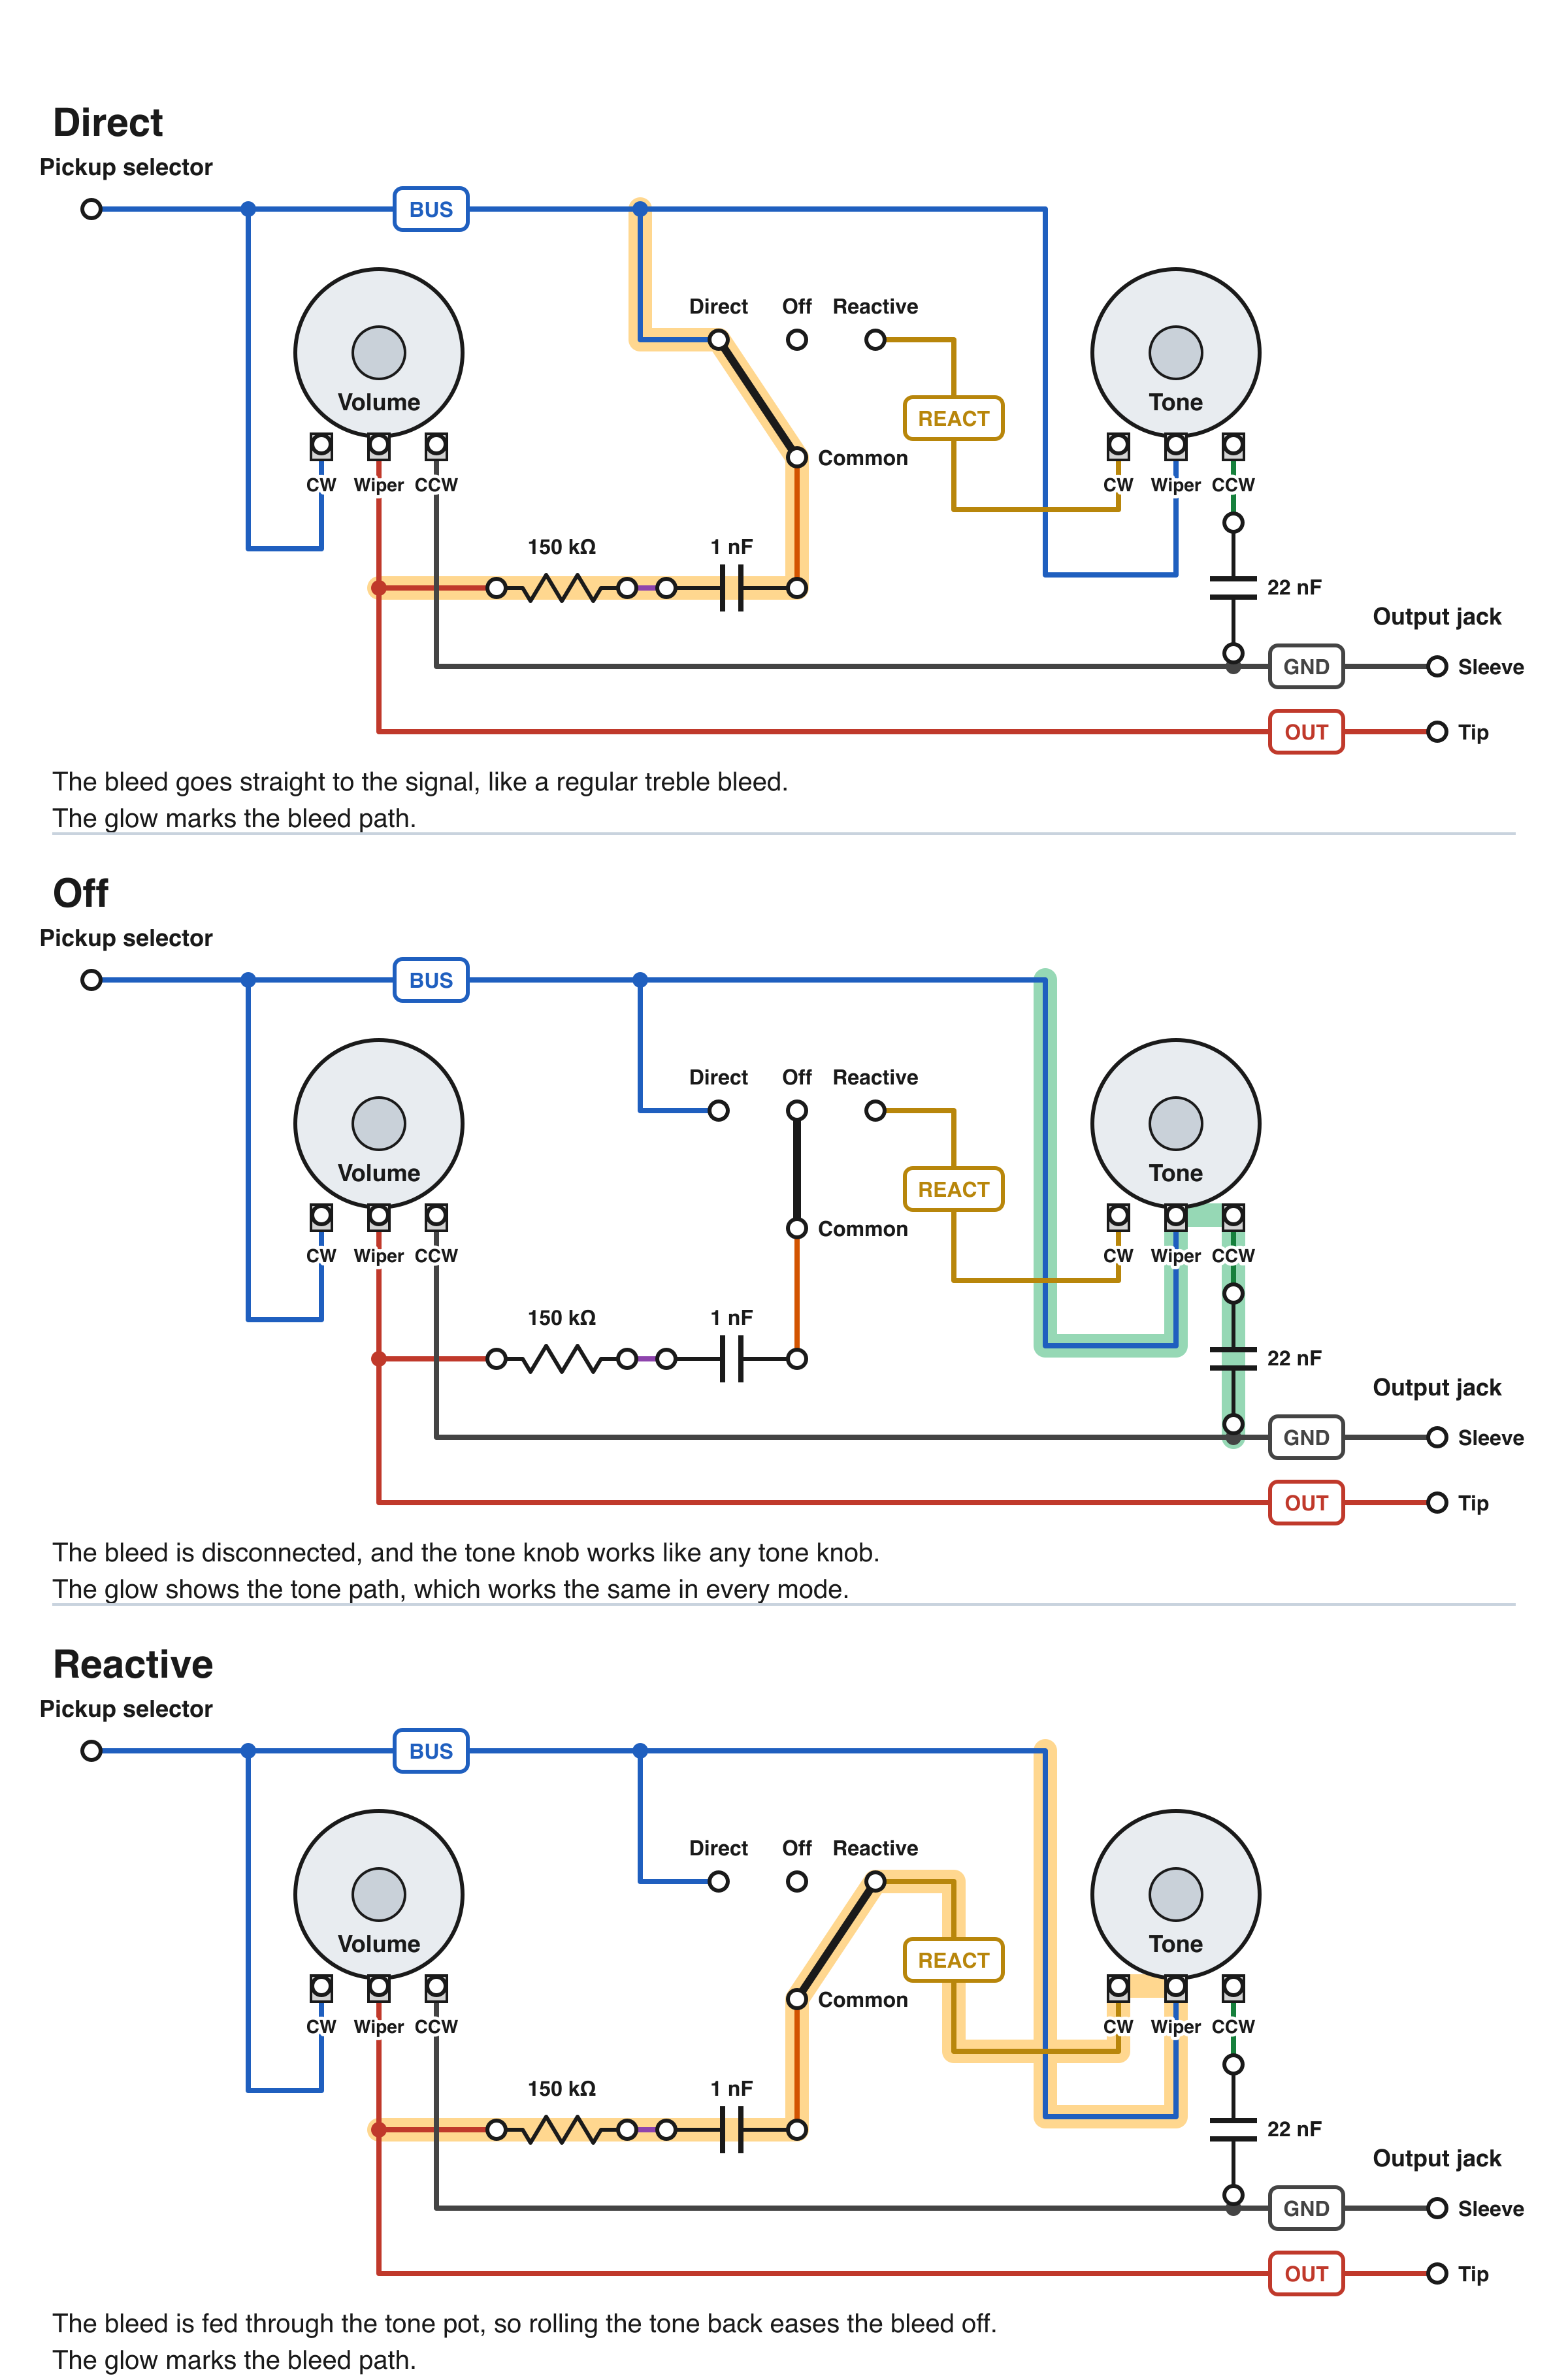 Direct
Pickup selector
BUS
Direct Off Reactive
Volume
REACT
Tone
Common
CW Wiper CCW
CW Wiper CCW
150 kΩ
1 nF
22 nF
Output jack
GND
Sleeve
OUT
Tip
The bleed goes straight to the signal, like a regular treble bleed.
The glow marks the bleed path.
Off
Pickup selector
BUS
Direct Off Reactive
Volume
REACT
Tone
Common
CW Wiper CCW
CW Wiper CCW
150 kΩ
1 nF
22 nF
Output jack
GND
Sleeve
OUT
Tip
The bleed is disconnected, and the tone knob works like any tone knob.
The glow shows the tone path, which works the same in every mode.
Reactive
Pickup selector
BUS
Direct Off Reactive
Volume
REACT
Tone
Common
CW Wiper CCW
CW Wiper CCW
150 kΩ
1 nF
22 nF
Output jack
GND
Sleeve
OUT
Tip
The bleed is fed through the tone pot, so rolling the tone back eases the bleed off.
The glow marks the bleed path.